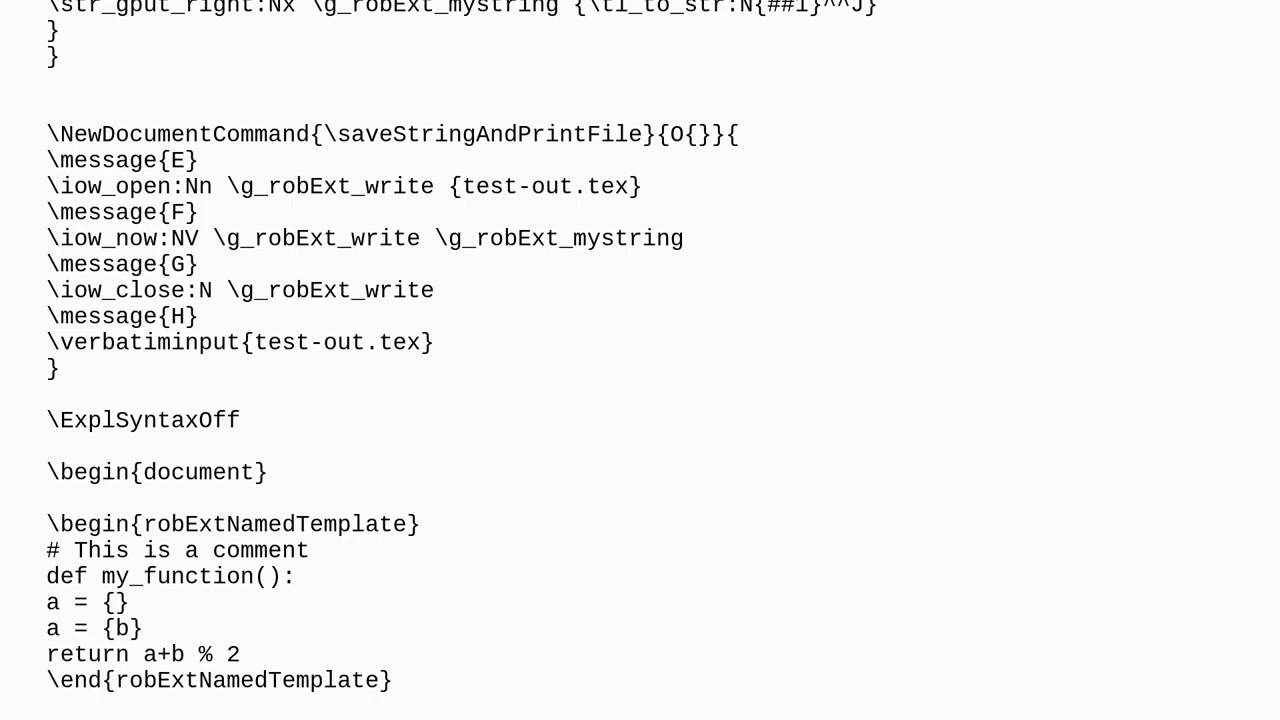 \str_gput_right:Nx \g_robExt_mystring {\tl_to_str:N{##1}^^J}
}
}
\NewDocumentCommand{\saveStringAndPrintFile}{O{}}{
\message{E}
\iow_open:Nn \g_robExt_write {test-out.tex}
\message{F}
\iow_now:NV \g_robExt_write \g_robExt_mystring
\message{G}
\iow_close:N \g_robExt_write
\message{H}
\verbatiminput{test-out.tex}
}
\ExplSyntaxOff
\begin{document}
\begin{robExtNamedTemplate}
# This is a comment
def my_function():
a = {}
a = {b}
return a+b % 2
\end{robExtNamedTemplate}